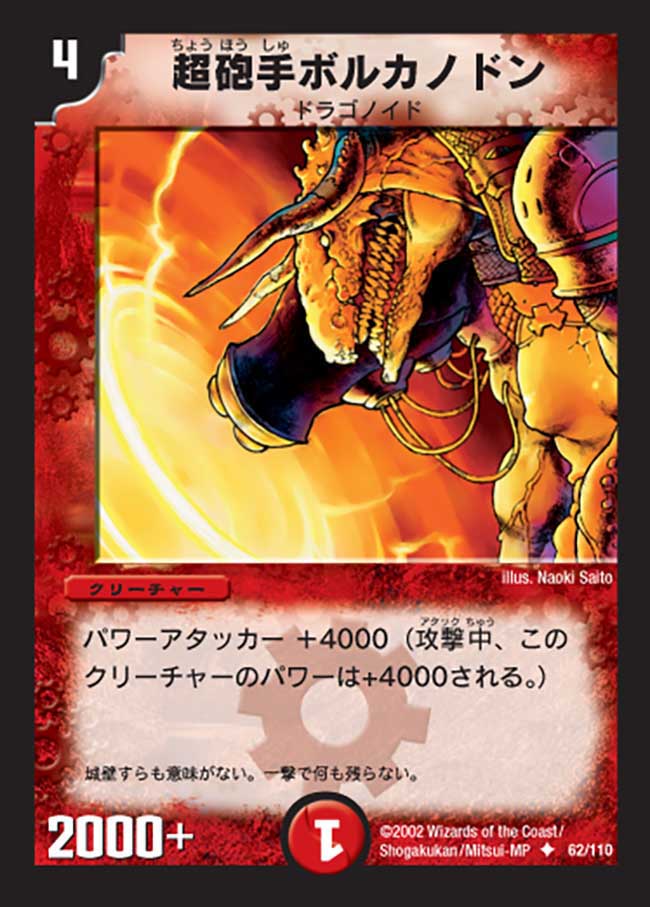 4
ちょうほうしゅ
超砲手ボルカノドン
ドラゴノイド
illus. Naoki Saito
クリーチャー
アタックちゅう
パワーアタッカー +4000（攻撃中、この
クリーチャーのパワーは+4000される。）
城壁すらも意味がない。一撃で何も残らない。
2000+
1
©2002 Wizards of the Coast/
Shogakukan/Mitsui-MP ✦ 62/110